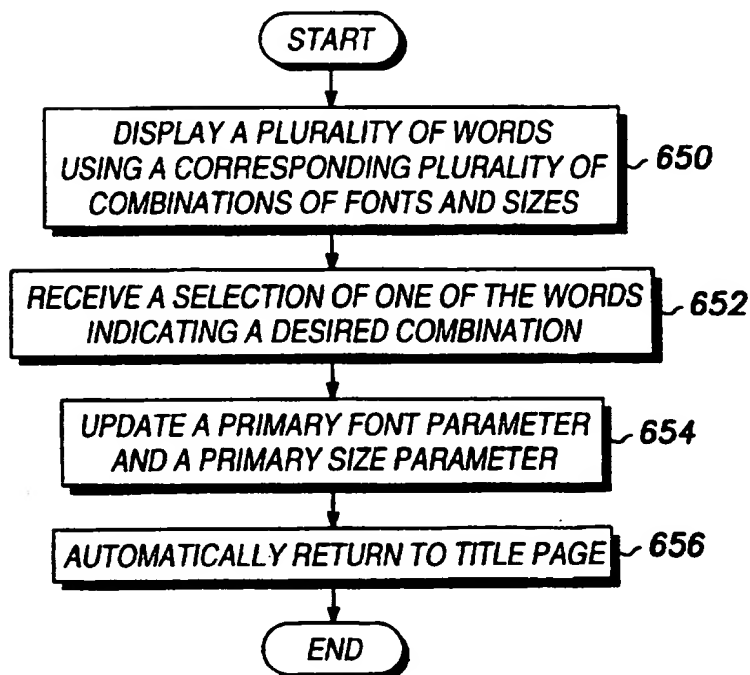 START
DISPLAY A PLURALITY OF WORDS
USING A CORRESPONDING PLURALITY OF
COMBINATIONS OF FONTS AND SIZES
650
RECEIVE A SELECTION OF ONE OF THE WORDS
INDICATING A DESIRED COMBINATION
652
UPDATE A PRIMARY FONT PARAMETER
AND A PRIMARY SIZE PARAMETER
654
AUTOMATICALLY RETURN TO TITLE PAGE
656
END